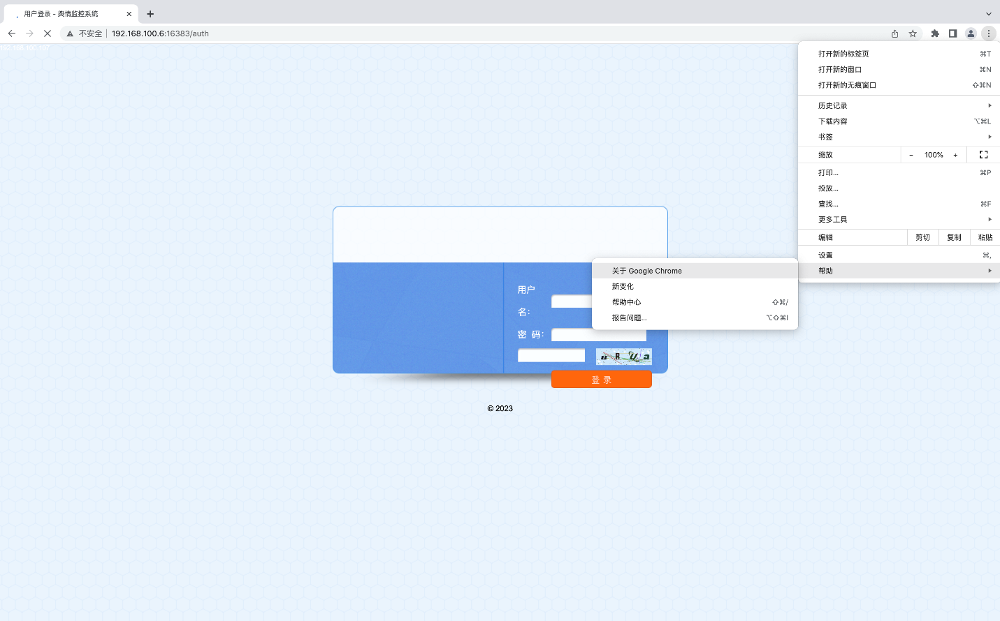 用户登录 - 舆情监控系统
不安全 192.168.100.6:16383/auth
192.168.100.107
打开新的标签页 ⌘T
打开新的窗口 ⌘N
打开新的无痕窗口 ⇧⌘N
历史记录
下载内容 ⌥⌘L
书签
缩放 − 100% +
打印... ⌘P
投放...
查找... ⌘F
更多工具
编辑 剪切 复制 粘贴
设置 ⌘,
帮助
关于 Google Chrome
新变化
帮助中心 ⇧⌘/
报告问题... ⌥⇧⌘I
用户
名：
密 码：
u R U a
登 录
© 2023